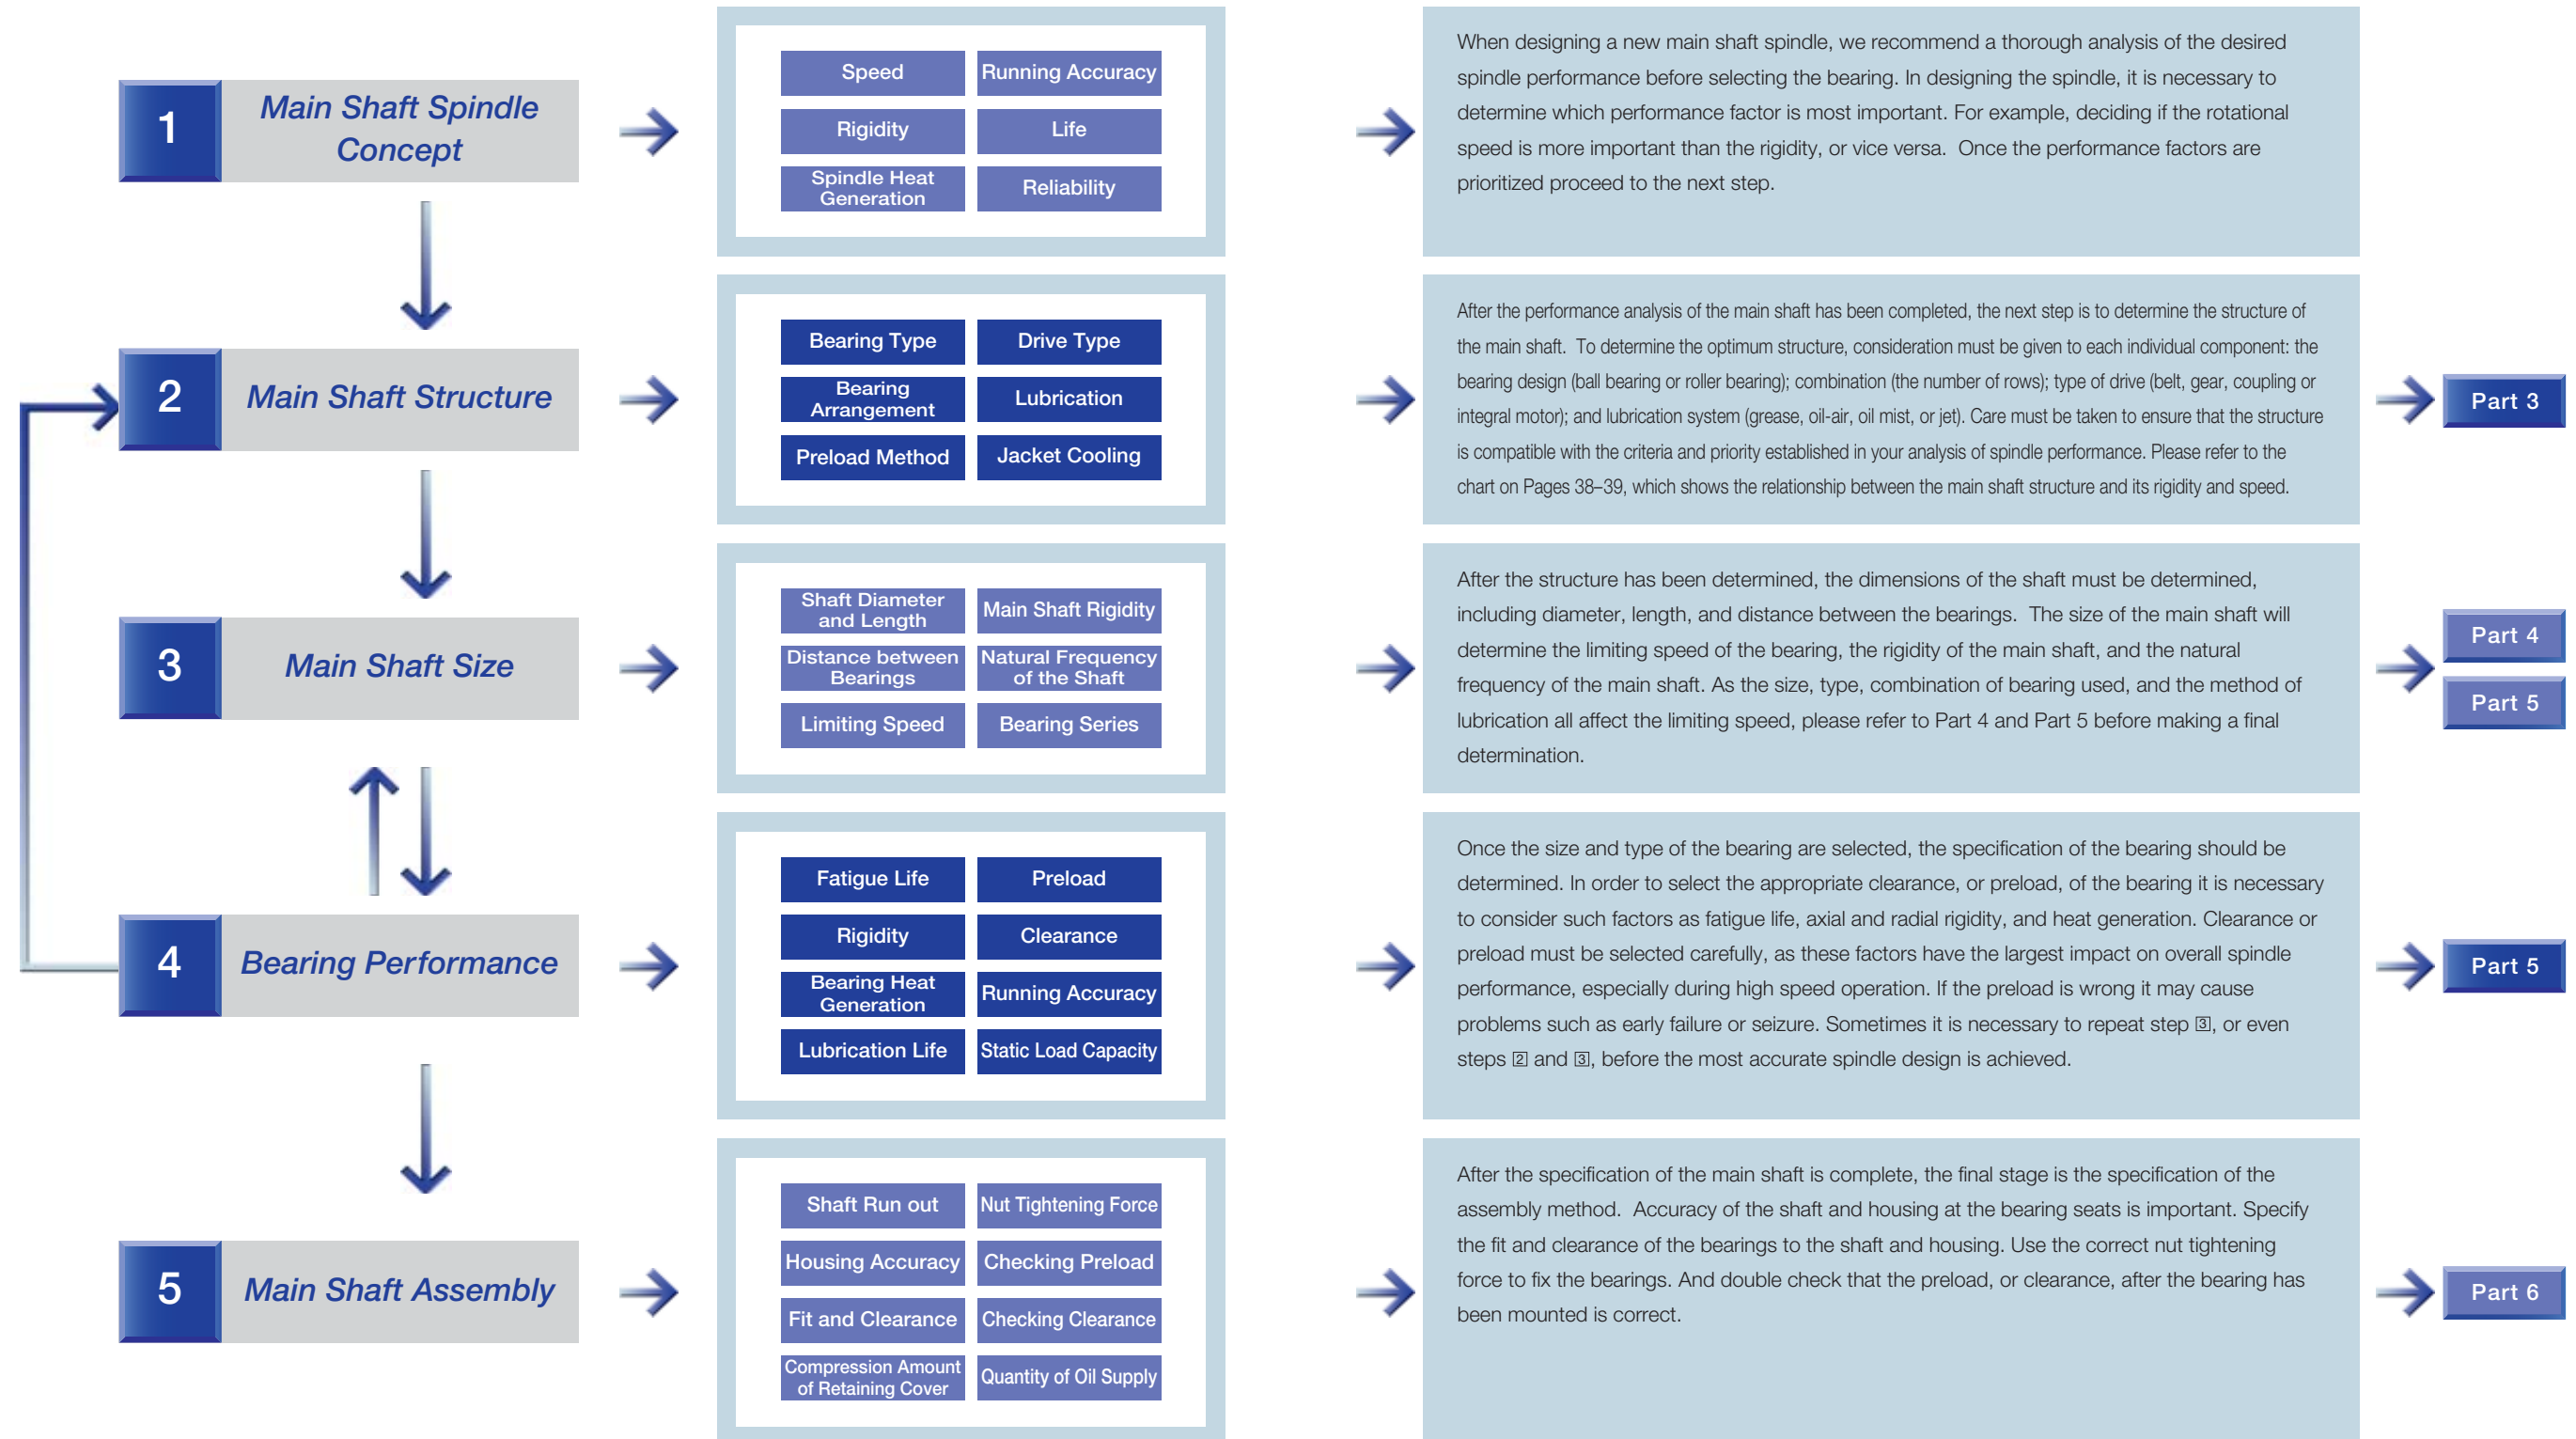 1
Main Shaft Spindle
Concept
Speed
Running Accuracy
Rigidity
Life
Spindle Heat
Generation
Reliability
When designing a new main shaft spindle, we recommend a thorough analysis of the desired
spindle performance before selecting the bearing. In designing the spindle, it is necessary to
determine which performance factor is most important. For example, deciding if the rotational
speed is more important than the rigidity, or vice versa. Once the performance factors are
prioritized proceed to the next step.
2
Main Shaft Structure
Bearing Type
Drive Type
Bearing
Arrangement
Lubrication
Preload Method
Jacket Cooling
After the performance analysis of the main shaft has been completed, the next step is to determine the structure of
the main shaft. To determine the optimum structure, consideration must be given to each individual component: the
bearing design (ball bearing or roller bearing); combination (the number of rows); type of drive (belt, gear, coupling or
integral motor); and lubrication system (grease, oil-air, oil mist, or jet). Care must be taken to ensure that the structure
is compatible with the criteria and priority established in your analysis of spindle performance. Please refer to the
chart on Pages 38–39, which shows the relationship between the main shaft structure and its rigidity and speed.
Part 3
3
Main Shaft Size
Shaft Diameter
and Length
Main Shaft Rigidity
Distance between
Bearings
Natural Frequency
of the Shaft
Limiting Speed
Bearing Series
After the structure has been determined, the dimensions of the shaft must be determined,
including diameter, length, and distance between the bearings. The size of the main shaft will
determine the limiting speed of the bearing, the rigidity of the main shaft, and the natural
frequency of the main shaft. As the size, type, combination of bearing used, and the method of
lubrication all affect the limiting speed, please refer to Part 4 and Part 5 before making a final
determination.
Part 4
Part 5
4
Bearing Performance
Fatigue Life
Preload
Rigidity
Clearance
Bearing Heat
Generation
Running Accuracy
Lubrication Life
Static Load Capacity
Once the size and type of the bearing are selected, the specification of the bearing should be
determined. In order to select the appropriate clearance, or preload, of the bearing it is necessary
to consider such factors as fatigue life, axial and radial rigidity, and heat generation. Clearance or
preload must be selected carefully, as these factors have the largest impact on overall spindle
performance, especially during high speed operation. If the preload is wrong it may cause
problems such as early failure or seizure. Sometimes it is necessary to repeat step 3, or even
steps 2 and 3, before the most accurate spindle design is achieved.
Part 5
5
Main Shaft Assembly
Shaft Run out
Nut Tightening Force
Housing Accuracy
Checking Preload
Fit and Clearance
Checking Clearance
Compression Amount
of Retaining Cover
Quantity of Oil Supply
After the specification of the main shaft is complete, the final stage is the specification of the
assembly method. Accuracy of the shaft and housing at the bearing seats is important. Specify
the fit and clearance of the bearings to the shaft and housing. Use the correct nut tightening
force to fix the bearings. And double check that the preload, or clearance, after the bearing has
been mounted is correct.
Part 6